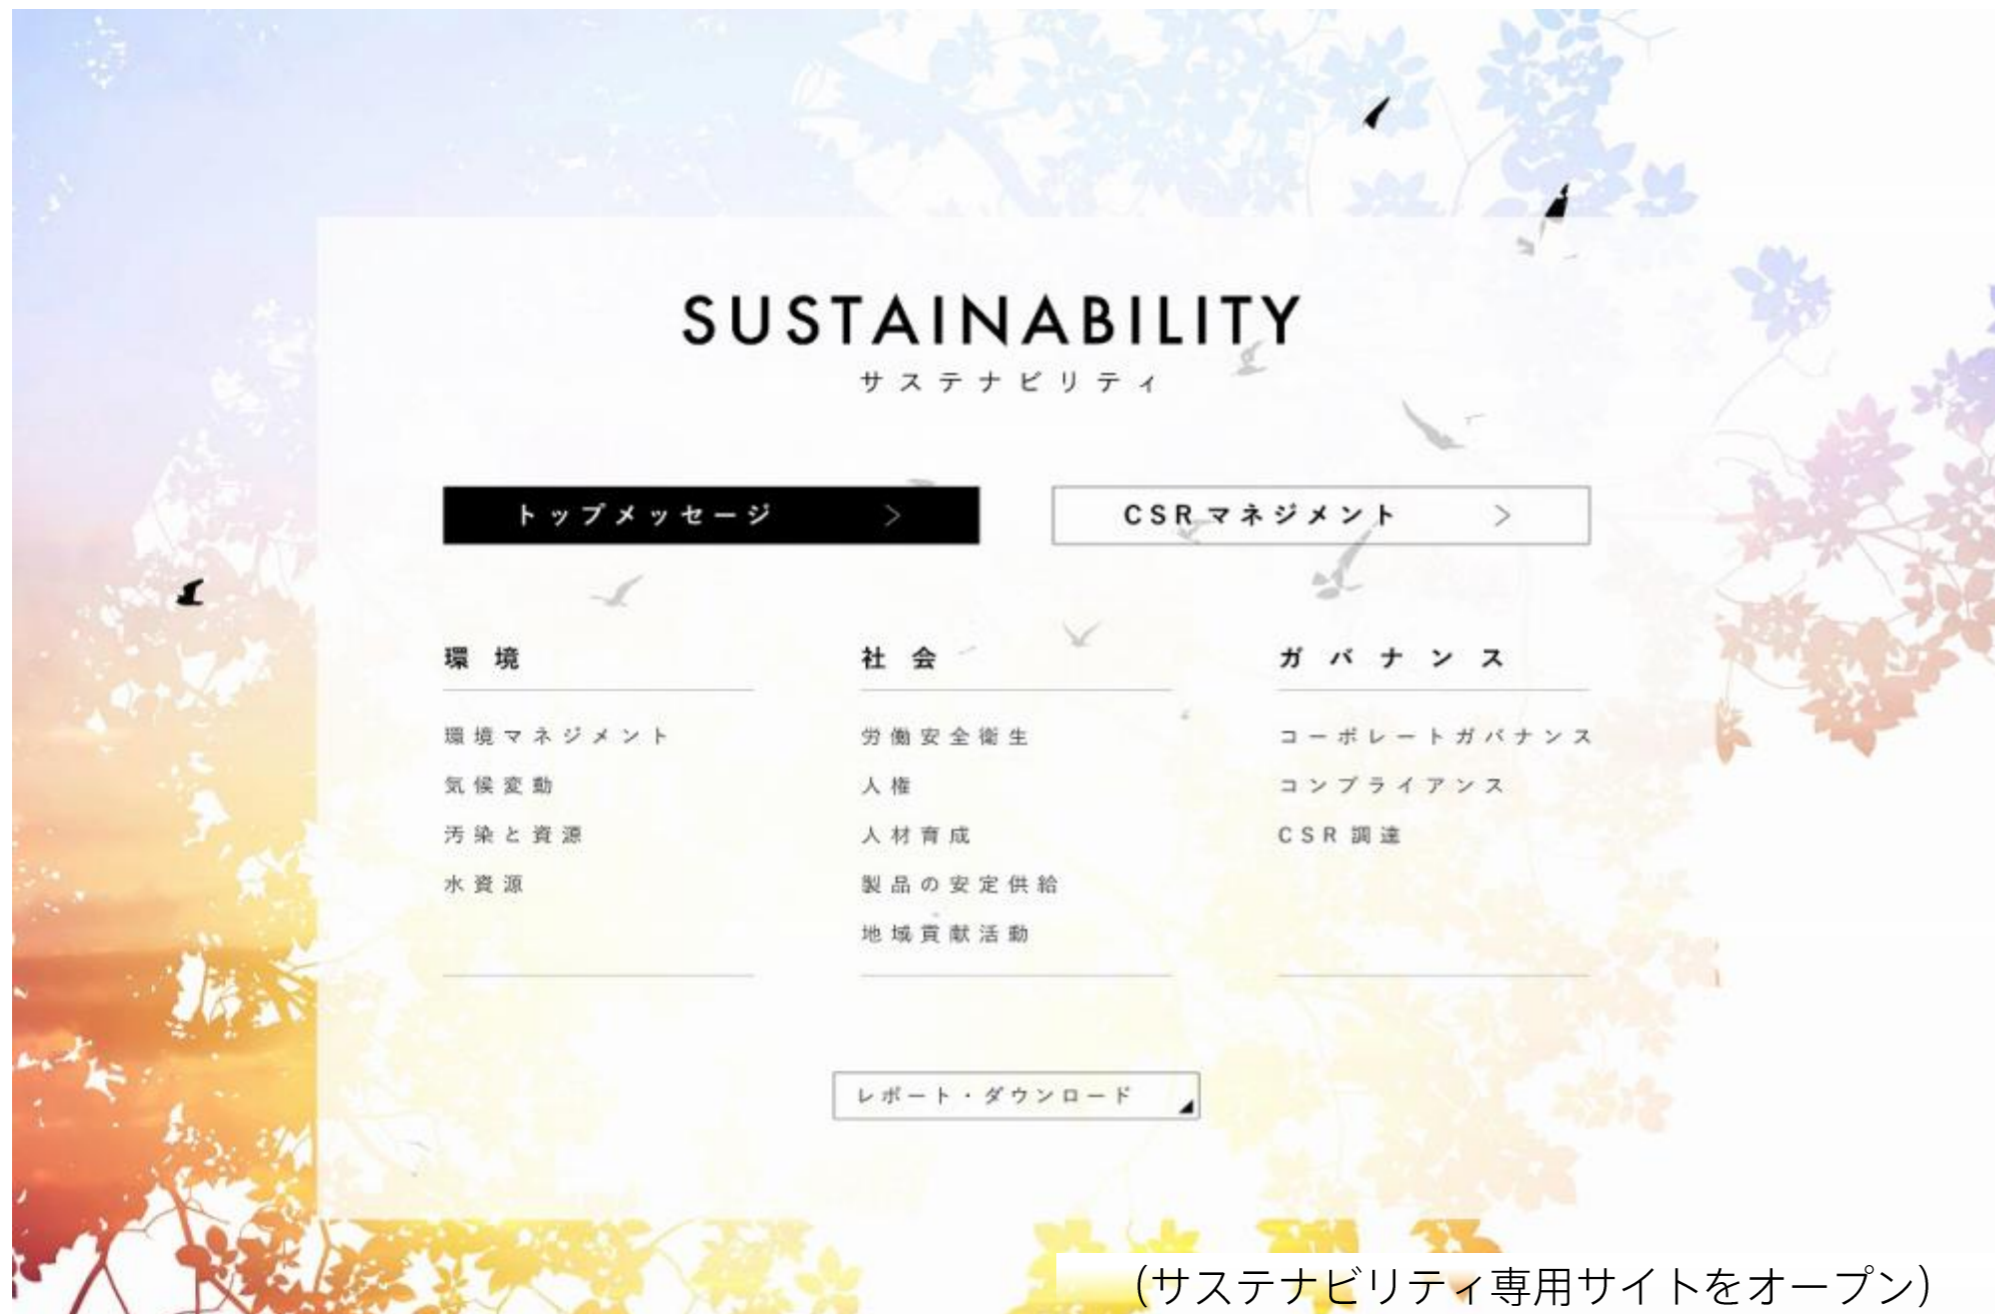 SUSTAINABILITY
サステナビリティ
トップメッセージ >
CSRマネジメント >
環境
環境マネジメント
気候変動
汚染と資源
水資源
社会
労働安全衛生
人権
人材育成
製品の安定供給
地域貢献活動
ガバナンス
コーポレートガバナンス
コンプライアンス
CSR調達
レポート・ダウンロード
(サステナビリティ専用サイトをオープン)